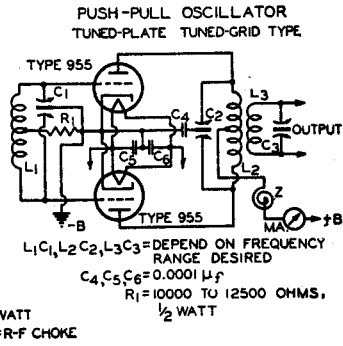 PUSH-PULL OSCILLATOR
TUNED-PLATE TUNED-GRID TYPE
TYPE 955
C1
R1
L1
C4
C2
L3
C5
C6
OUTPUT
C3
L2
Z
TYPE 955
-B
MA.
+B
L1C1,L2C2,L3C3=DEPEND ON FREQUENCY
RANGE DESIRED
C4,C5,C6=0.0001 µf
R1=10000 TO 12500 OHMS,
1/2 WATT
WATT
=R-F CHOKE